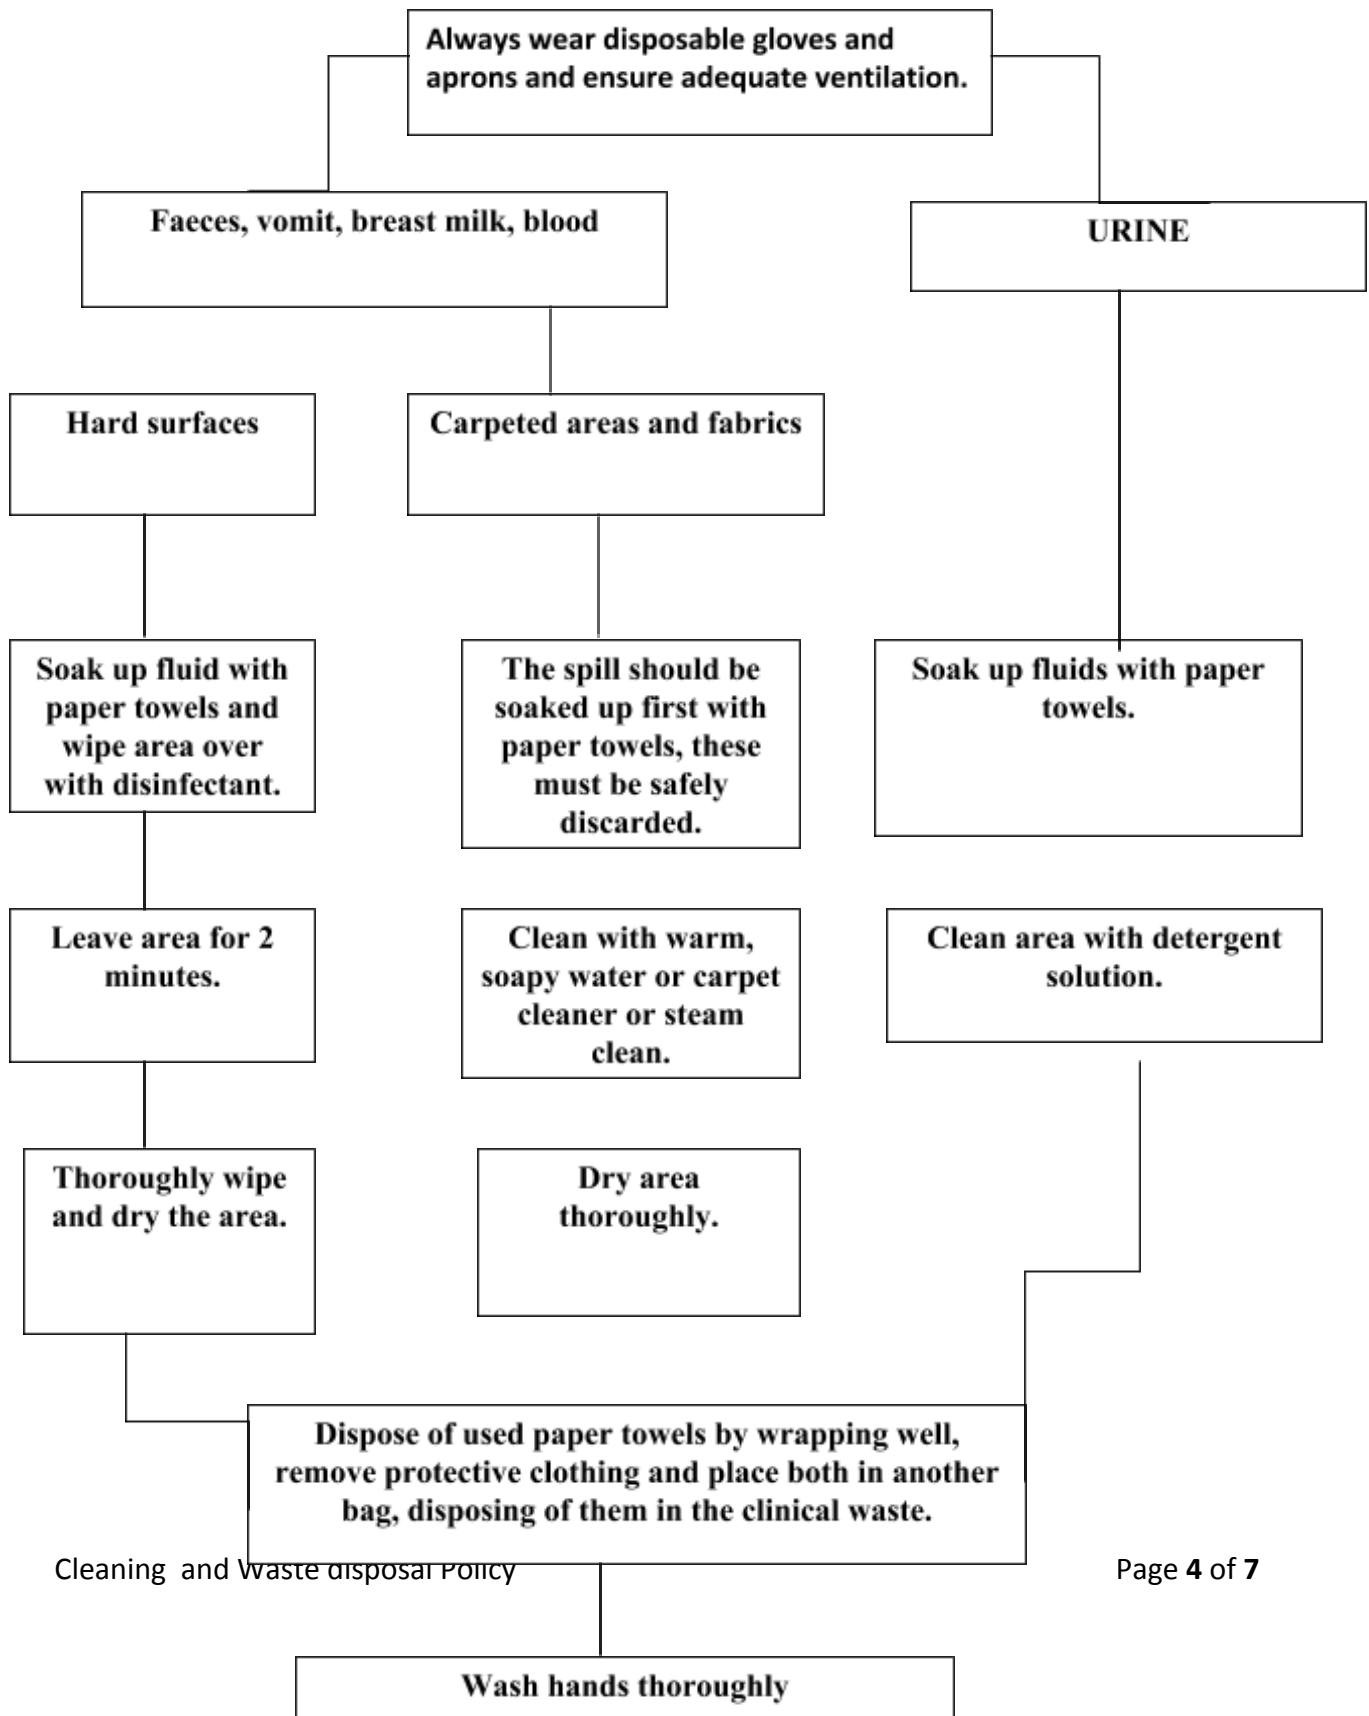 Always wear disposable gloves and
aprons and ensure adequate ventilation.
Faeces, vomit, breast milk, blood
URINE
Hard surfaces
Carpeted areas and fabrics
Soak up fluid with
paper towels and
wipe area over
with disinfectant.
The spill should be
soaked up first with
paper towels, these
must be safely
discarded.
Soak up fluids with paper
towels.
Leave area for 2
minutes.
Clean with warm,
soapy water or carpet
cleaner or steam
clean.
Clean area with detergent
solution.
Thoroughly wipe
and dry the area.
Dry area
thoroughly.
Dispose of used paper towels by wrapping well,
remove protective clothing and place both in another
bag, disposing of them in the clinical waste.
Cleaning  and Waste disposal Policy
Page 4 of 7
Wash hands thoroughly